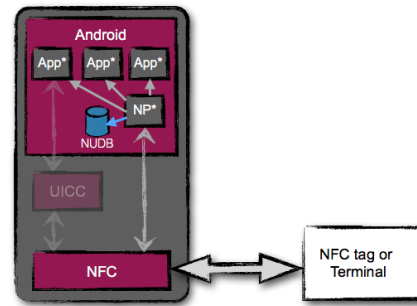 Android
App* App* App*
NP*
NUDB
UICC
NFC
NFC tag or
Terminal